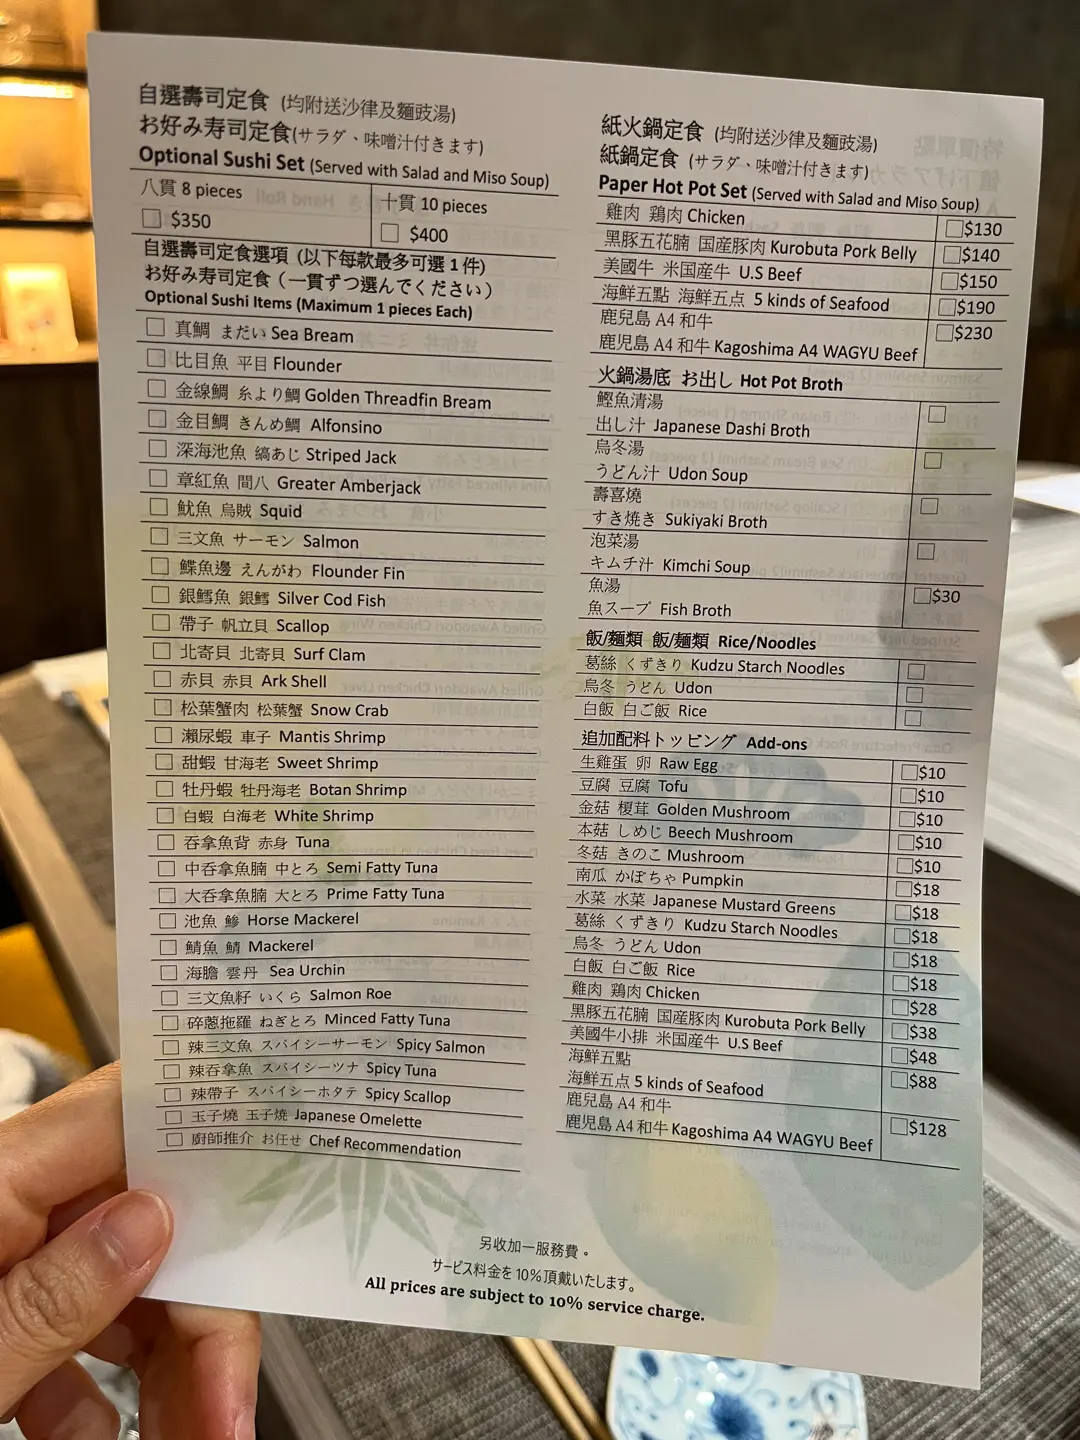 自選壽司定食 (均附送沙律及麵豉湯)
お好み寿司定食(サラダ、味噌汁付きます)
Optional Sushi Set (Served with Salad and Miso Soup)
八貫 8 pieces
$350
十貫 10 pieces
$400
自選壽司定食選項 (以下每款最多可選 1 件)
お好み寿司定食 (一貫ずつ選んでください)
Optional Sushi Items (Maximum 1 pieces Each)
真鯛 まだい Sea Bream
比目魚 平目 Flounder
金線鯛 糸より鯛 Golden Threadfin Bream
金目鯛 きんめ鯛 Alfonsino
深海池魚 縞あじ Striped Jack
章紅魚 間八 Greater Amberjack
魷魚 烏賊 Squid
三文魚 サーモン Salmon
鰈魚邊 えんがわ Flounder Fin
銀鱈魚 銀鱈 Silver Cod Fish
帶子 帆立貝 Scallop
北寄貝 北寄貝 Surf Clam
赤貝 赤貝 Ark Shell
松葉蟹肉 松葉蟹 Snow Crab
瀨尿蝦 車子 Mantis Shrimp
甜蝦 甘海老 Sweet Shrimp
牡丹蝦 牡丹海老 Botan Shrimp
白蝦 白海老 White Shrimp
吞拿魚背 赤身 Tuna
中吞拿魚腩 中とろ Semi Fatty Tuna
大吞拿魚腩 大とろ Prime Fatty Tuna
池魚 鯵 Horse Mackerel
鯖魚 鯖 Mackerel
海膽 雲丹 Sea Urchin
三文魚籽 いくら Salmon Roe
碎蔥拖羅 ねぎとろ Minced Fatty Tuna
辣三文魚 スパイシーサーモン Spicy Salmon
辣吞拿魚 スパイシーツナ Spicy Tuna
辣帶子 スパイシーホタテ Spicy Scallop
玉子燒 玉子焼 Japanese Omelette
廚師推介 お任せ Chef Recommendation
紙火鍋定食 (均附送沙律及麵豉湯)
紙鍋定食 (サラダ、味噌汁付きます)
Paper Hot Pot Set (Served with Salad and Miso Soup)
雞肉 鶏肉 Chicken $130
黑豚五花腩 国産豚肉 Kurobuta Pork Belly $140
美國牛 米国産牛 U.S Beef $150
海鮮五點 海鮮五点 5 kinds of Seafood $190
鹿兒島 A4 和牛 $230
鹿児島 A4 和牛 Kagoshima A4 WAGYU Beef
火鍋湯底 お出し Hot Pot Broth
鰹魚清湯
出し汁 Japanese Dashi Broth
烏冬湯
うどん汁 Udon Soup
壽喜燒
すき焼き Sukiyaki Broth
泡菜湯
キムチ汁 Kimchi Soup
魚湯 $30
魚スープ Fish Broth
飯/麵類 飯/麺類 Rice/Noodles
葛絲 くずきり Kudzu Starch Noodles
烏冬 うどん Udon
白飯 白ご飯 Rice
追加配料トッピング Add-ons
生雞蛋 卵 Raw Egg $10
豆腐 豆腐 Tofu $10
金菇 榎茸 Golden Mushroom $10
本菇 しめじ Beech Mushroom $10
冬菇 きのこ Mushroom $10
南瓜 かぼちゃ Pumpkin $18
水菜 水菜 Japanese Mustard Greens $18
葛絲 くずきり Kudzu Starch Noodles $18
烏冬 うどん Udon $18
白飯 白ご飯 Rice $18
雞肉 鶏肉 Chicken $28
黑豚五花腩 国産豚肉 Kurobuta Pork Belly $38
美國牛小排 米国産牛 U.S Beef $48
海鮮五點 $88
海鮮五点 5 kinds of Seafood
鹿兒島 A4 和牛
鹿児島 A4 和牛 Kagoshima A4 WAGYU Beef $128
另收加一服務費。
サービス料金を10%頂戴いたします。
All prices are subject to 10% service charge.